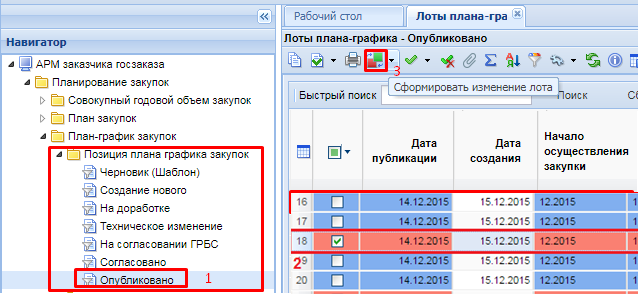 Рабочий стол
Лоты плана-гра
Навигатор
Лоты плана-графика - Опубликовано
АРМ заказчика госзаказа
Планирование закупок
Совокупный годовой объем закупок
План закупок
План-график закупок
Позиция плана графика закупок
Черновик (Шаблон)
Создание нового
На доработке
Техническое изменение
На согласовании ГРБС
Согласовано
Опубликовано
1
3
Сформировать изменение лота
Быстрый поиск
Поиск
Дата публикации
Дата создания
Начало осуществления закупки
16 14.12.2015 15.12.2015 12.2015
17 14.12.2015 15.12.2015 12.2015
18 14.12.2015 15.12.2015 12.2015
2
19 14.12.2015 15.12.2015 12.2015
20 14.12.2015 15.12.2015 12.2015